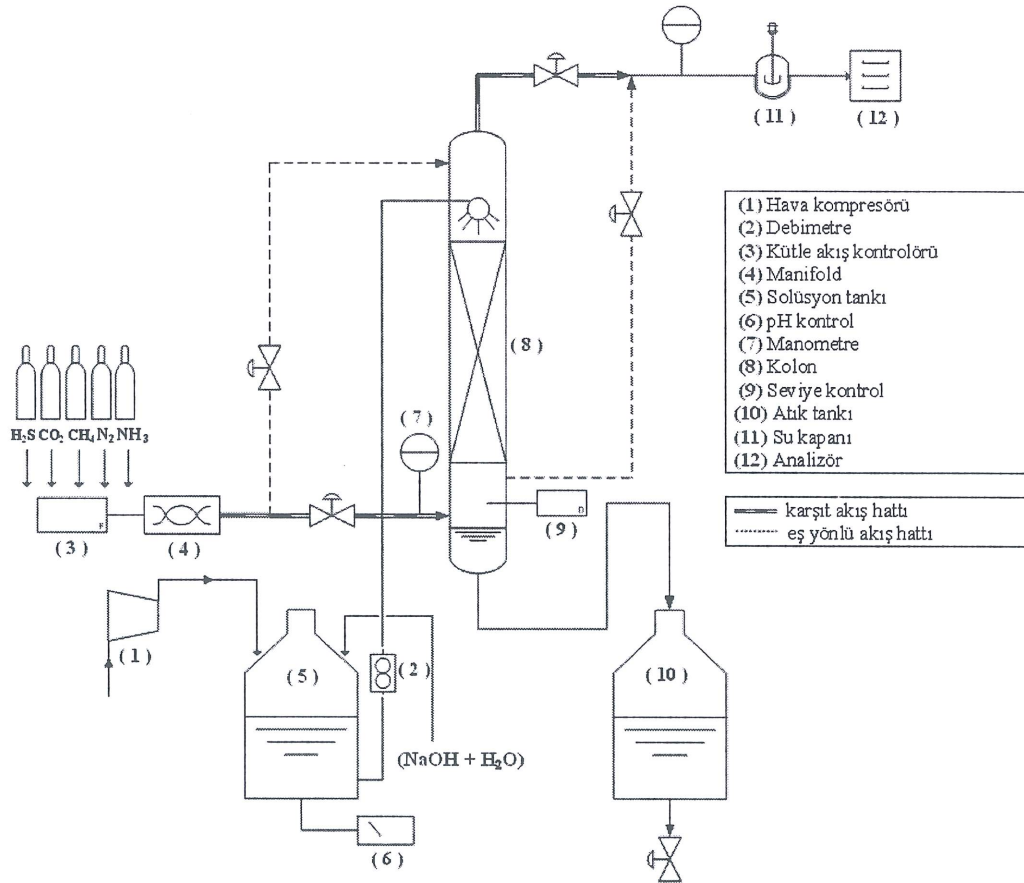 (11)
(12)
(1) Hava kompresörü
(2) Debimetre
(3) Kütle akış kontrolörü
(4) Manifold
(5) Solüsyon tankı
(6) pH kontrol
(7) Manometre
(8) Kolon
(9) Seviye kontrol
(10) Atık tankı
(11) Su kapanı
(12) Analizör
karşıt akış hattı
eş yönlü akış hattı
(8)
(7)
H₂S CO₂ CH₄ N₂ NH₃
F
(3)
(4)
D
(9)
(1)
(5)
(2)
(10)
(NaOH + H₂O)
(6)